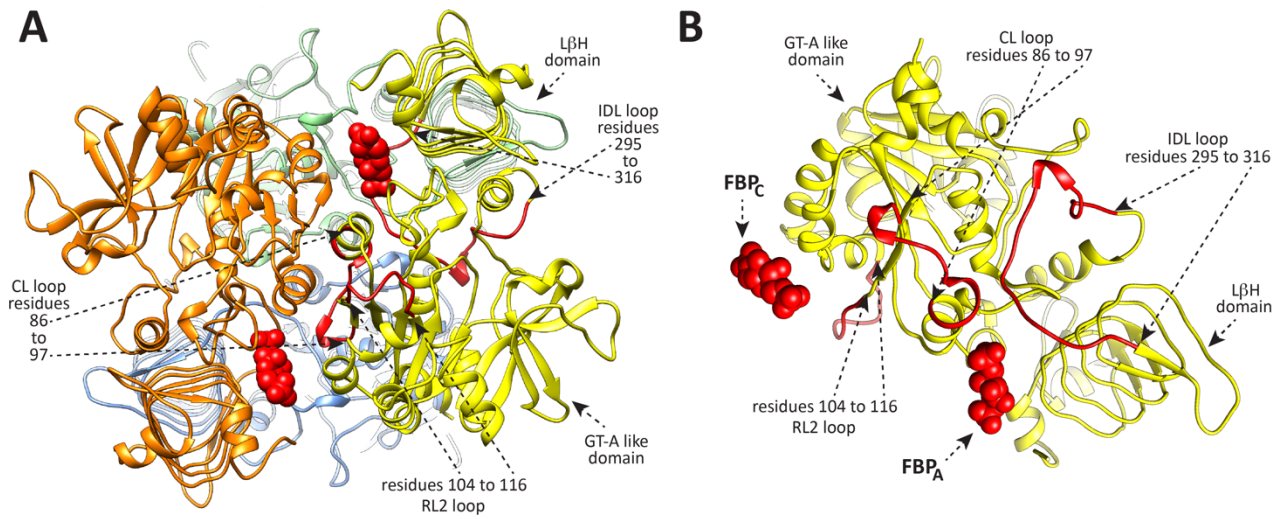 A
LβH
domain
IDL loop
residues
295
to
316
CL loop
residues
86
to
97
GT-A like
domain
residues 104 to 116
RL2 loop
B
GT-A like
domain
CL loop
residues 86 to 97
IDL loop
residues 295 to 316
FBPC
LβH
domain
residues 104 to 116
RL2 loop
FBPA